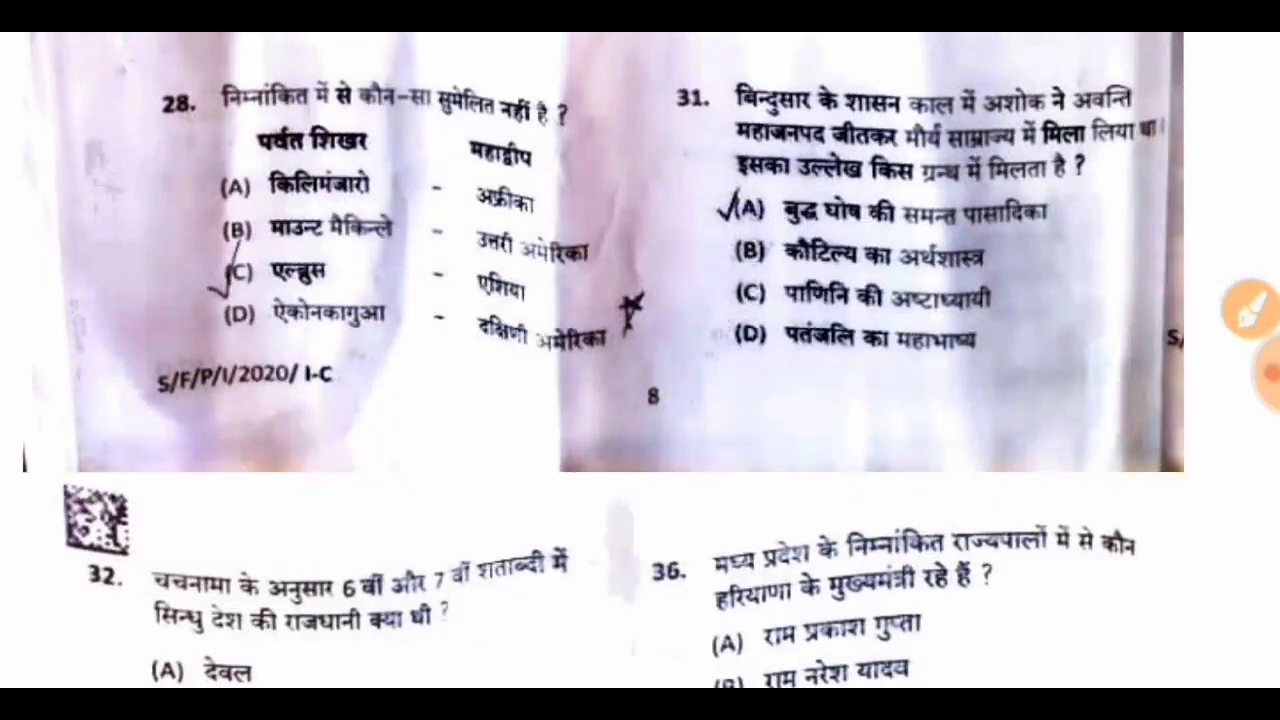 28. निम्नांकित में से कौन-सा सुमेलित नहीं है ?
पर्वत शिखर महाद्वीप
(A) किलिमंजारो - अफ्रीका
(B) माउन्ट मैकिन्ले - उत्तरी अमेरिका
(C) एल्ब्रुस - एशिया
(D) ऐकोनकागुआ - दक्षिणी अमेरिका
S/F/P/I/2020/ I-C
31. बिन्दुसार के शासन काल में अशोक ने अवन्ति
महाजनपद जीतकर मौर्य साम्राज्य में मिला लिया था।
इसका उल्लेख किस ग्रन्थ में मिलता है ?
(A) बुद्ध घोष की समन्त पासादिका
(B) कौटिल्य का अर्थशास्त्र
(C) पाणिनि की अष्टाध्यायी
(D) पतंजलि का महाभाष्य
S/
8
32. चचनामा के अनुसार 6 वीं और 7 वीं शताब्दी में
सिन्धु देश की राजधानी क्या थी ?
(A) देवल
36. मध्य प्रदेश के निम्नांकित राज्यपालों में से कौन
हरियाणा के मुख्यमंत्री रहे हैं ?
(A) राम प्रकाश गुप्ता
(B) राम नरेश यादव